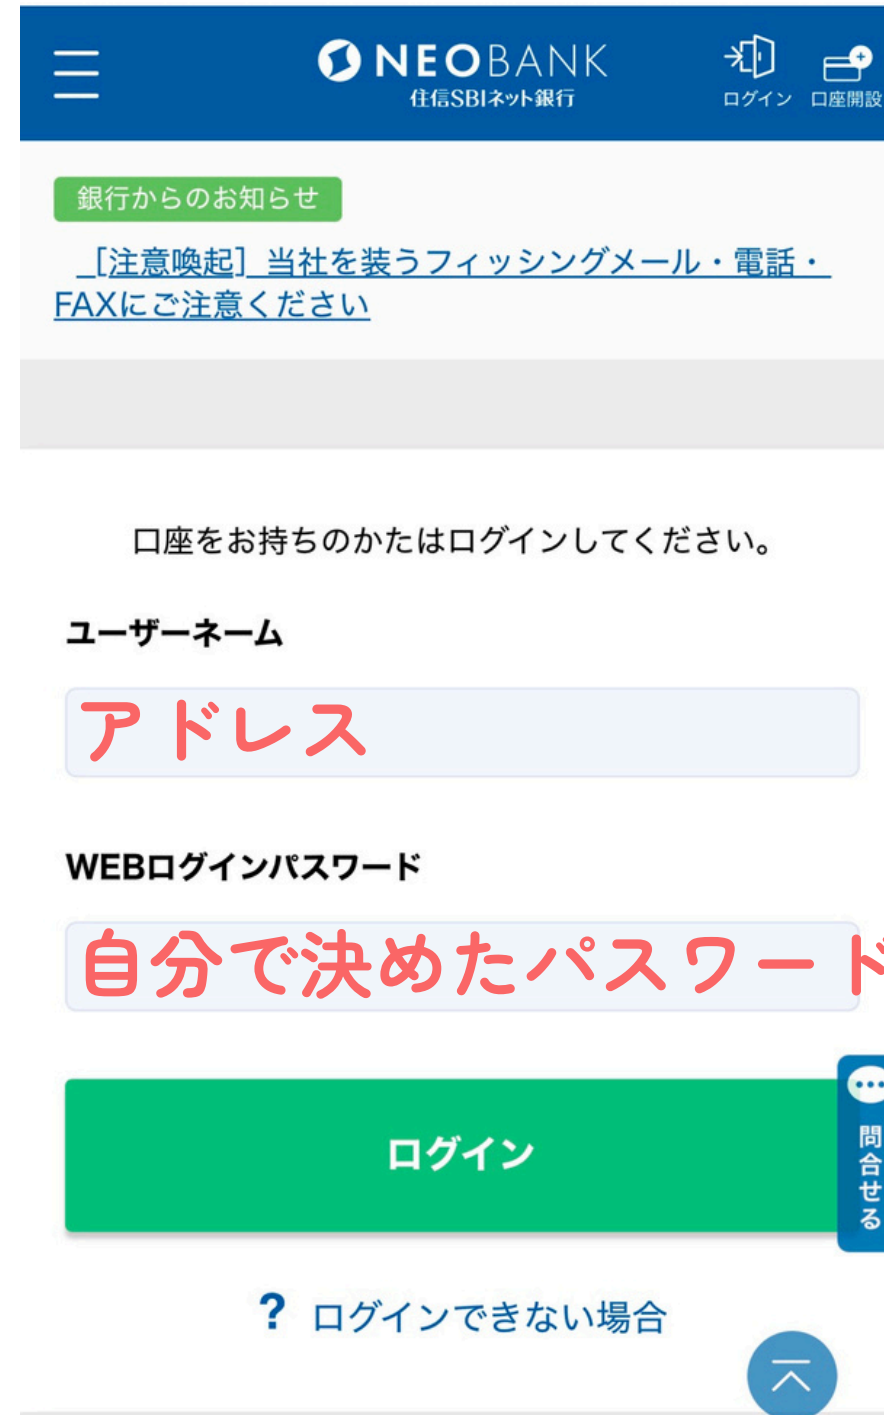 NEOBANK
住信SBIネット銀行
ログイン
口座開設
銀行からのお知らせ
［注意喚起］当社を装うフィッシングメール・電話・
FAXにご注意ください
口座をお持ちのかたはログインしてください。
ユーザーネーム
アドレス
WEBログインパスワード
自分で決めたパスワード
ログイン
問合せる
? ログインできない場合